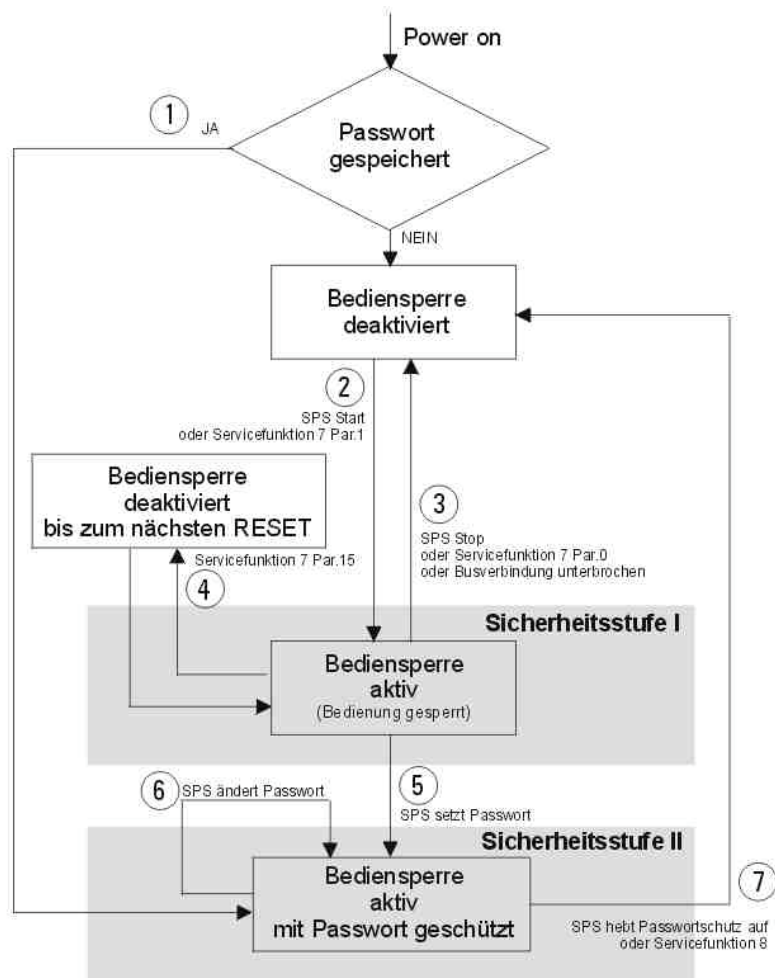 Power on
1
JA
Passwort
gespeichert
NEIN
Bediensperre
deaktiviert
2
SPS Start
oder Servicefunktion 7 Par.1
Bediensperre
deaktiviert
bis zum nächsten RESET
3
SPS Stop
oder Servicefunktion 7 Par.0
oder Busverbindung unterbrochen
Servicefunktion 7 Par.15
4
Sicherheitsstufe I
Bediensperre
aktiv
(Bedienung gesperrt)
5
SPS setzt Passwort
6
SPS ändert Passwort
Sicherheitsstufe II
Bediensperre
aktiv
mit Passwort geschützt
7
SPS hebt Passwortschutz auf
oder Servicefunktion 8